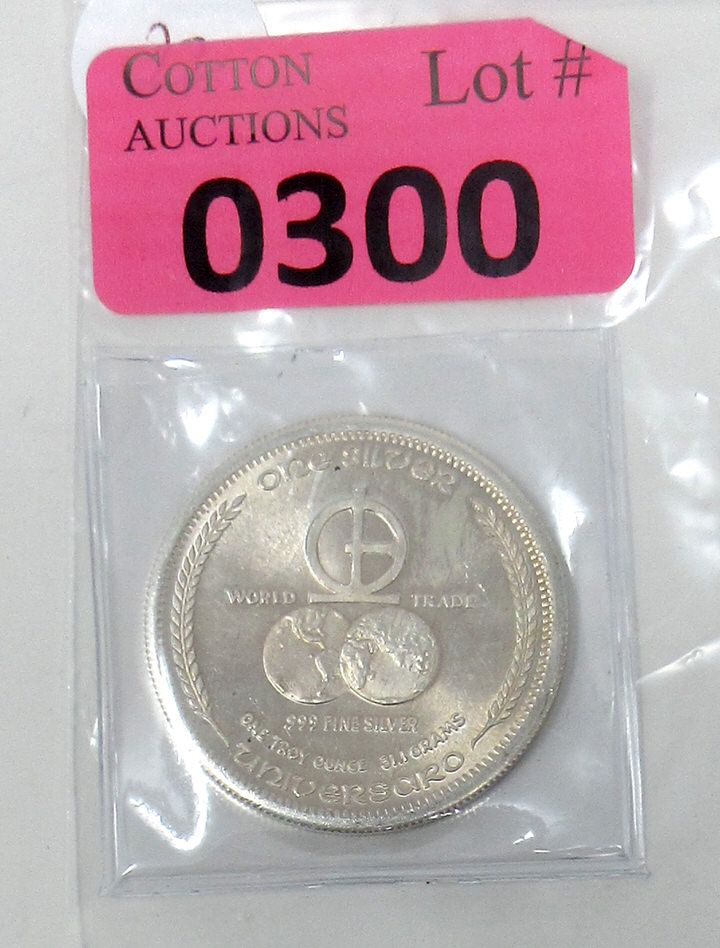 COTTON
AUCTIONS
Lot #
0300
ONE SILVER
WORLD TRADE
999 FINE SILVER
ONE TROY OUNCE 31.1 GRAMS
UNIVERSARO